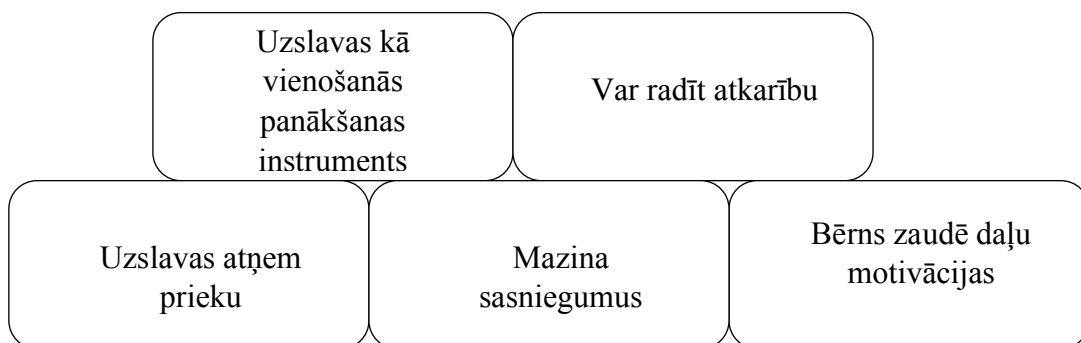 Uzslavas kā
vienošanās
panākšanas
instruments
Var radīt atkarību
Uzslavas atņem
prieku
Mazina
sasniegumus
Bērns zaudē daļu
motivācijas